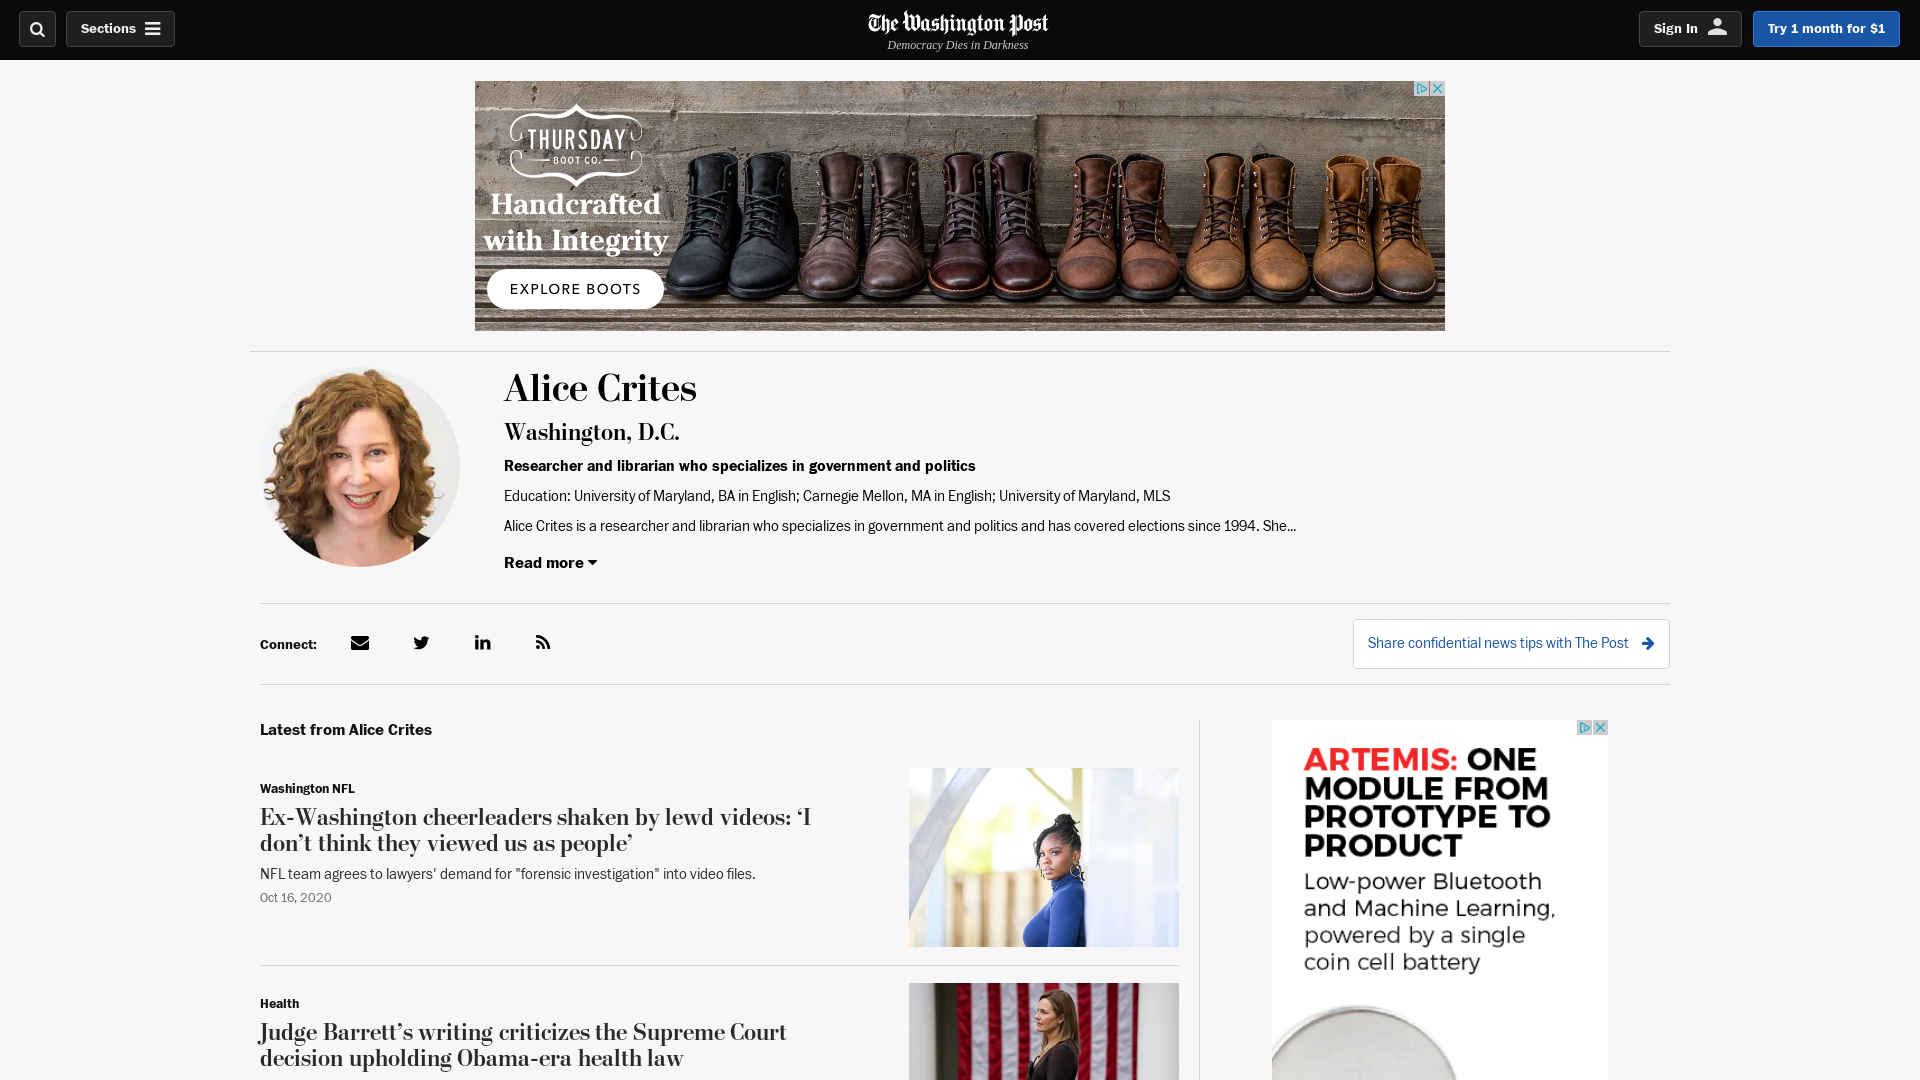 Sections
The Washington Post
Democracy Dies in Darkness
Sign In
Try 1 month for $1
THURSDAY
BOOT CO.
Handcrafted
with Integrity
EXPLORE BOOTS
Alice Crites
Washington, D.C.
Researcher and librarian who specializes in government and politics
Education: University of Maryland, BA in English; Carnegie Mellon, MA in English; University of Maryland, MLS
Alice Crites is a researcher and librarian who specializes in government and politics and has covered elections since 1994. She...
Read more
Connect:
Share confidential news tips with The Post
Latest from Alice Crites
Washington NFL
Ex-Washington cheerleaders shaken by lewd videos: ‘I
don’t think they viewed us as people’
NFL team agrees to lawyers' demand for "forensic investigation" into video files.
Oct 16, 2020
Health
Judge Barrett’s writing criticizes the Supreme Court
decision upholding Obama-era health law
ARTEMIS: ONE
MODULE FROM
PROTOTYPE TO
PRODUCT
Low-power Bluetooth
and Machine Learning,
powered by a single
coin cell battery